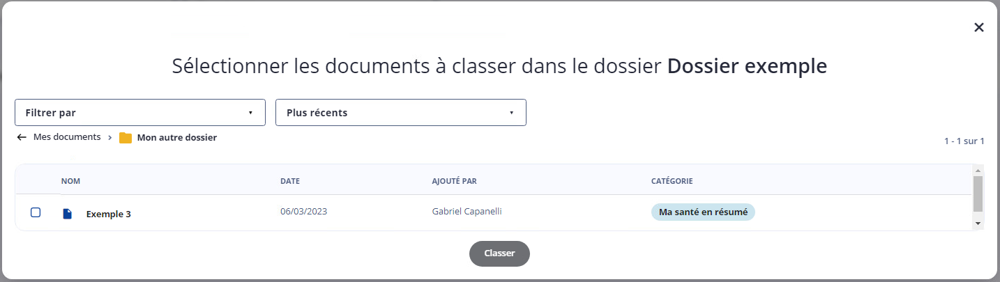 Sélectionner les documents à classer dans le dossier Dossier exemple
Filtrer par Plus récents
Mes documents › Mon autre dossier
1 - 1 sur 1
NOM DATE AJOUTÉ PAR CATÉGORIE
Exemple 3 06/03/2023 Gabriel Capanelli Ma santé en résumé
Classer